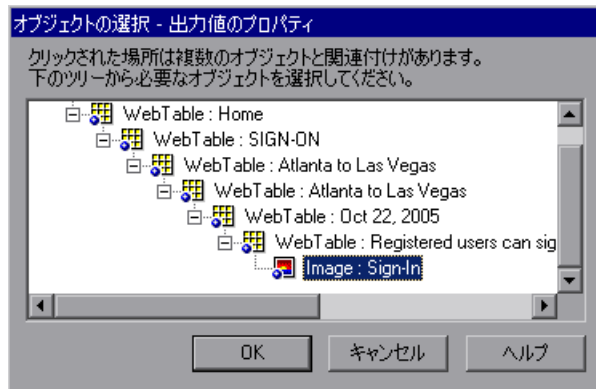 オブジェクトの選択 - 出力値のプロパティ
クリックされた場所は複数のオブジェクトと関連付けがあります。
下のツリーから必要なオブジェクトを選択してください。
WebTable : Home
WebTable : SIGN-ON
WebTable : Atlanta to Las Vegas
WebTable : Atlanta to Las Vegas
WebTable : Oct 22, 2005
WebTable : Registered users can sig
Image : Sign-In
OK キャンセル ヘルプ